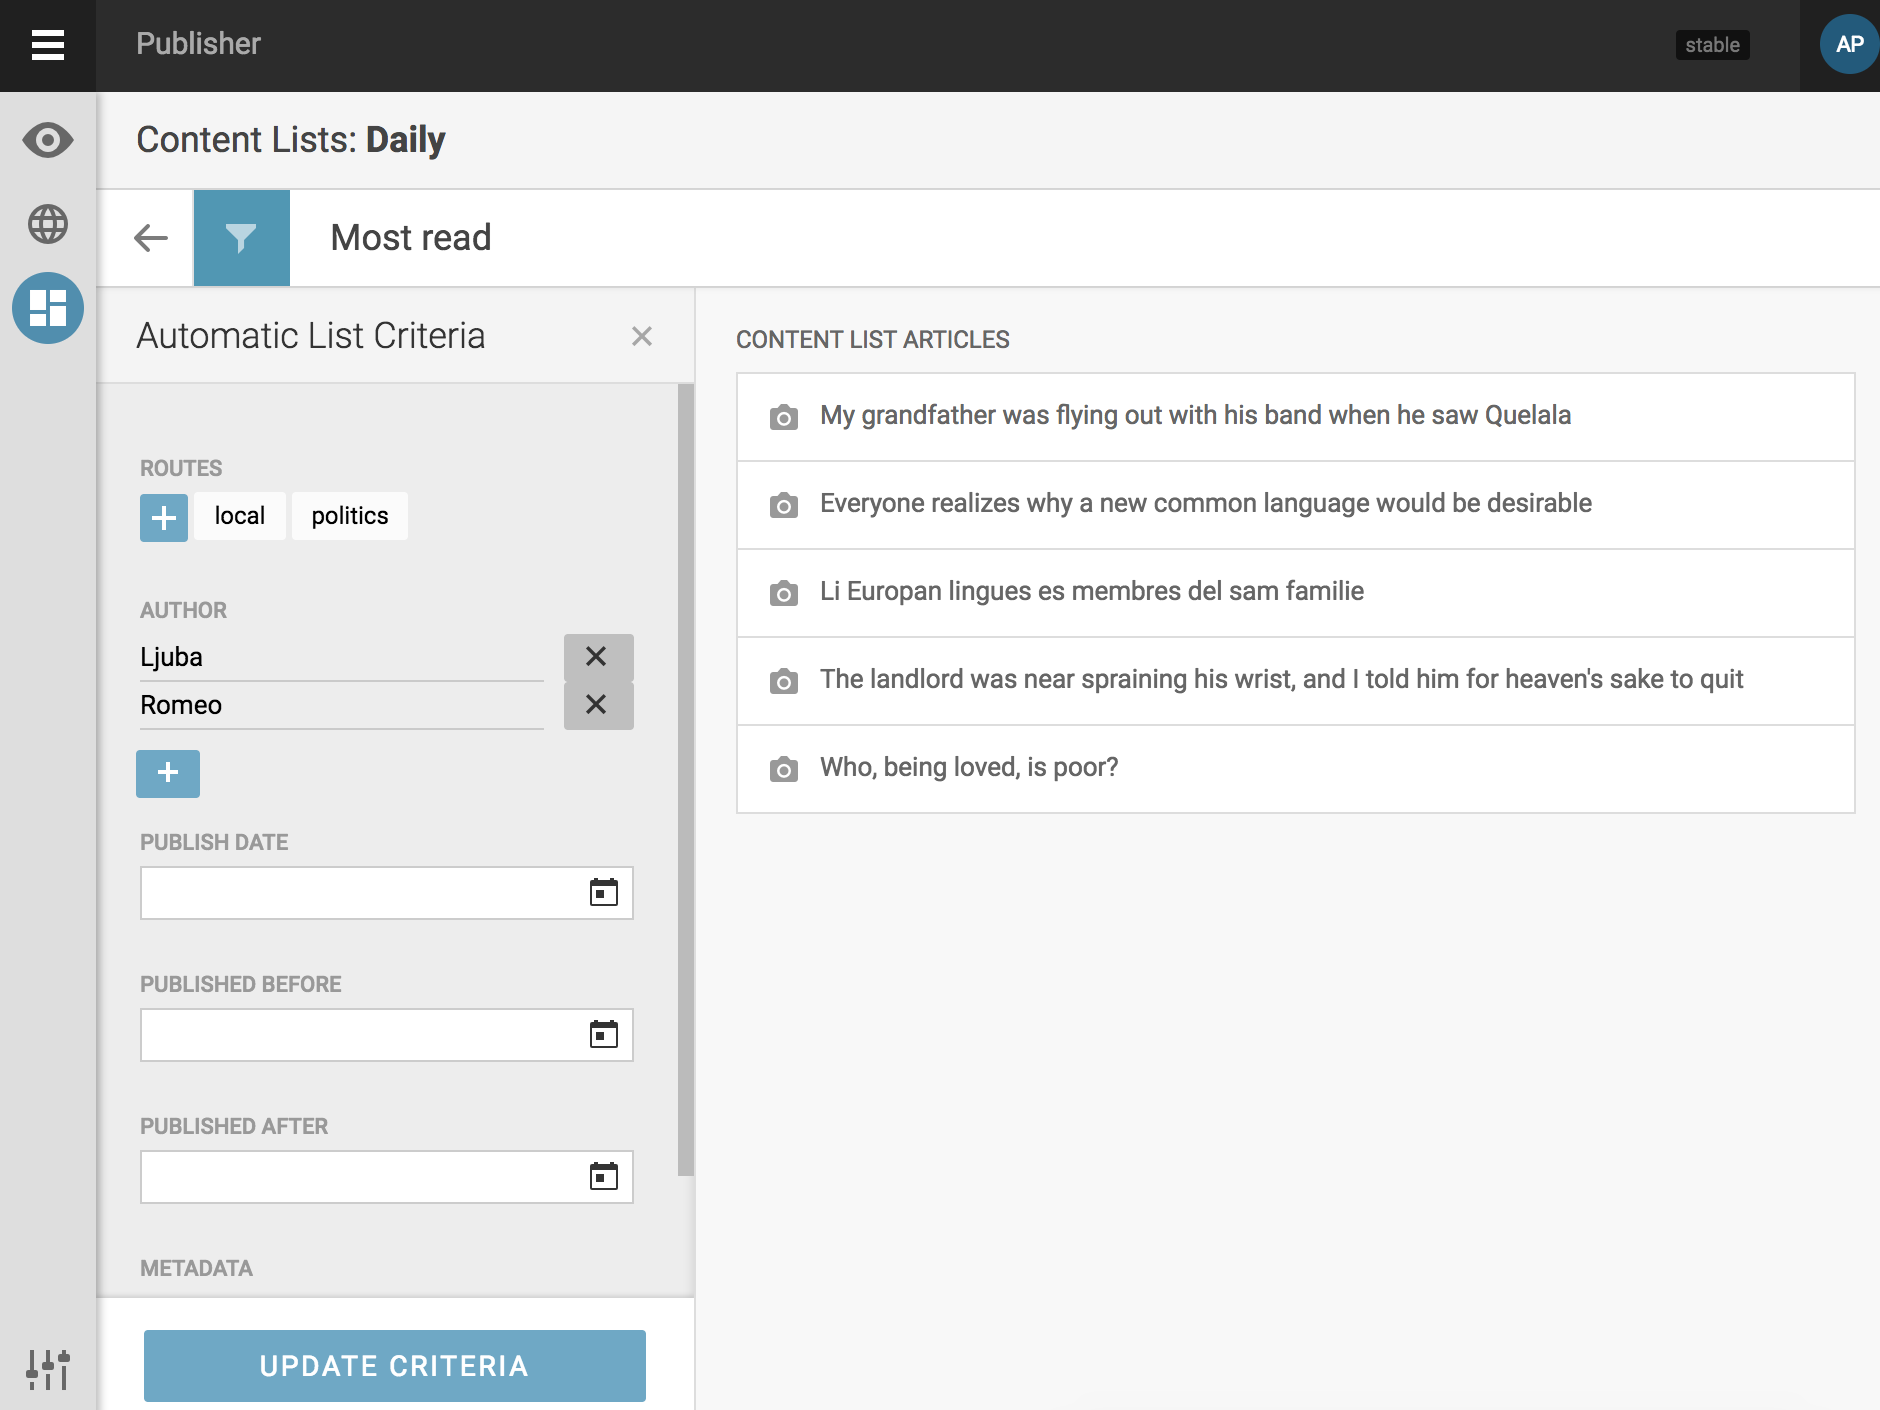 Publisher
stable
AP
Content Lists: Daily
Most read
Automatic List Criteria
ROUTES
local
politics
AUTHOR
Ljuba
Romeo
PUBLISH DATE
PUBLISHED BEFORE
PUBLISHED AFTER
METADATA
UPDATE CRITERIA
CONTENT LIST ARTICLES
My grandfather was flying out with his band when he saw Quelala
Everyone realizes why a new common language would be desirable
Li Europan lingues es membres del sam familie
The landlord was near spraining his wrist, and I told him for heaven's sake to quit
Who, being loved, is poor?